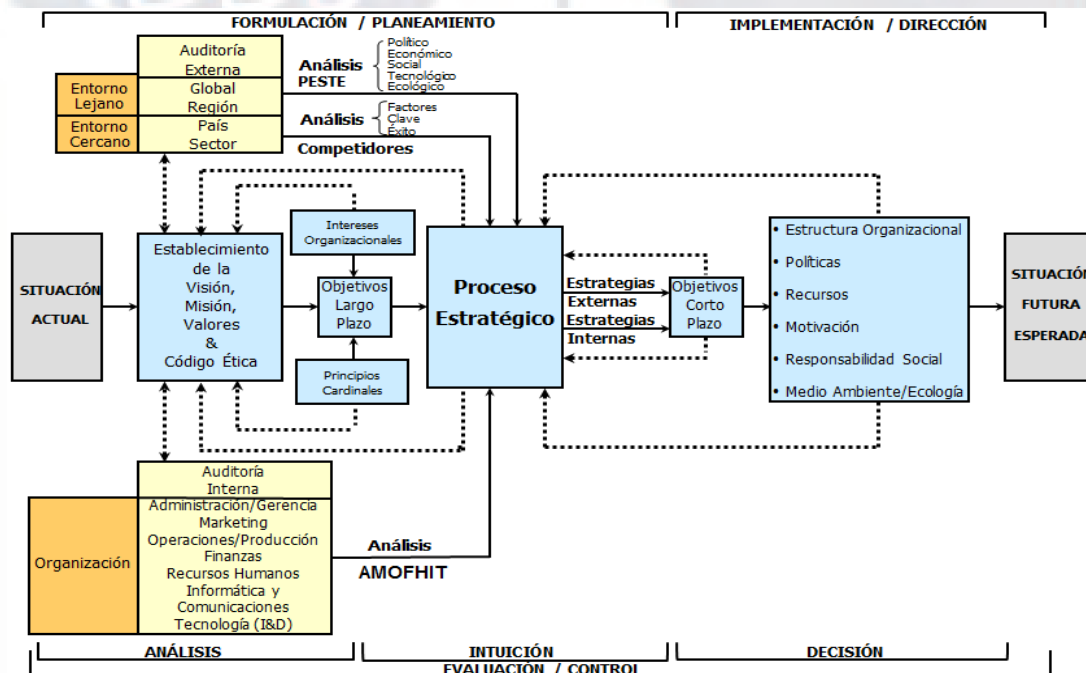 FORMULACIÓN / PLANEAMIENTO
IMPLEMENTACIÓN / DIRECCIÓN
Auditoría
Externa
Entorno
Lejano
Global
Región
Entorno
Cercano
País
Sector
Análisis
PESTE
Político
Económico
Social
Tecnológico
Ecológico
Análisis
Competidores
Factores
Clave
Éxito
SITUACIÓN
ACTUAL
Establecimiento
de la
Visión,
Misión,
Valores
&
Código Ética
Intereses
Organizacionales
Objetivos
Largo
Plazo
Principios
Cardinales
Proceso
Estratégico
Estrategias
Externas
Estrategias
Internas
Objetivos
Corto
Plazo
• Estructura Organizacional
• Políticas
• Recursos
• Motivación
• Responsabilidad Social
• Medio Ambiente/Ecología
SITUACIÓN
FUTURA
ESPERADA
Auditoría
Interna
Organización
Administración/Gerencia
Marketing
Operaciones/Producción
Finanzas
Recursos Humanos
Informática y
Comunicaciones
Tecnología (I&D)
Análisis
AMOFHIT
ANÁLISIS
INTUICIÓN
DECISIÓN
EVALUACIÓN / CONTROL